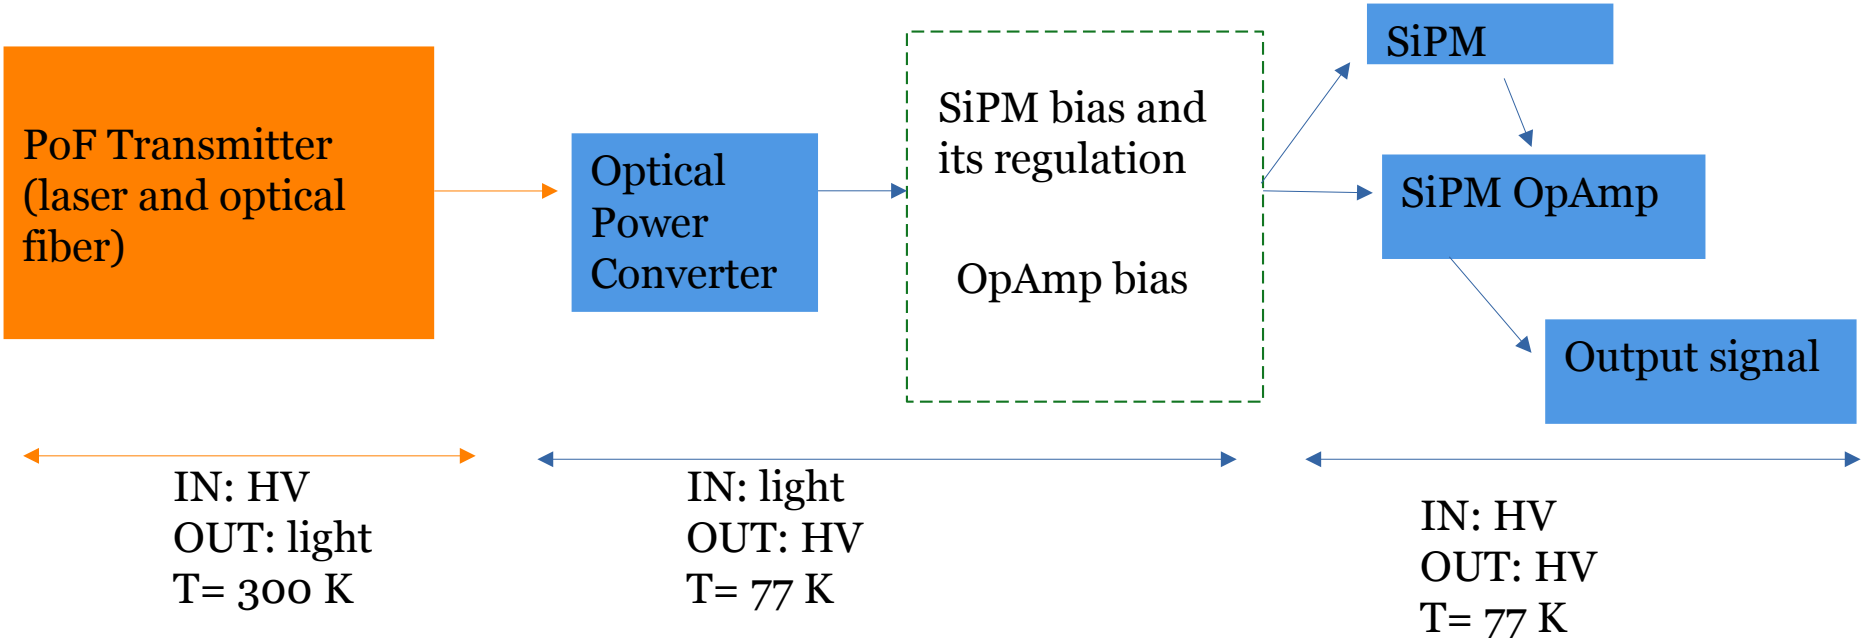 PoF Transmitter
(laser and optical
fiber)
Optical
Power
Converter
SiPM bias and
its regulation
OpAmp bias
SiPM
SiPM OpAmp
Output signal
IN: HV
OUT: light
T= 300 K
IN: light
OUT: HV
T= 77 K
IN: HV
OUT: HV
T= 77 K